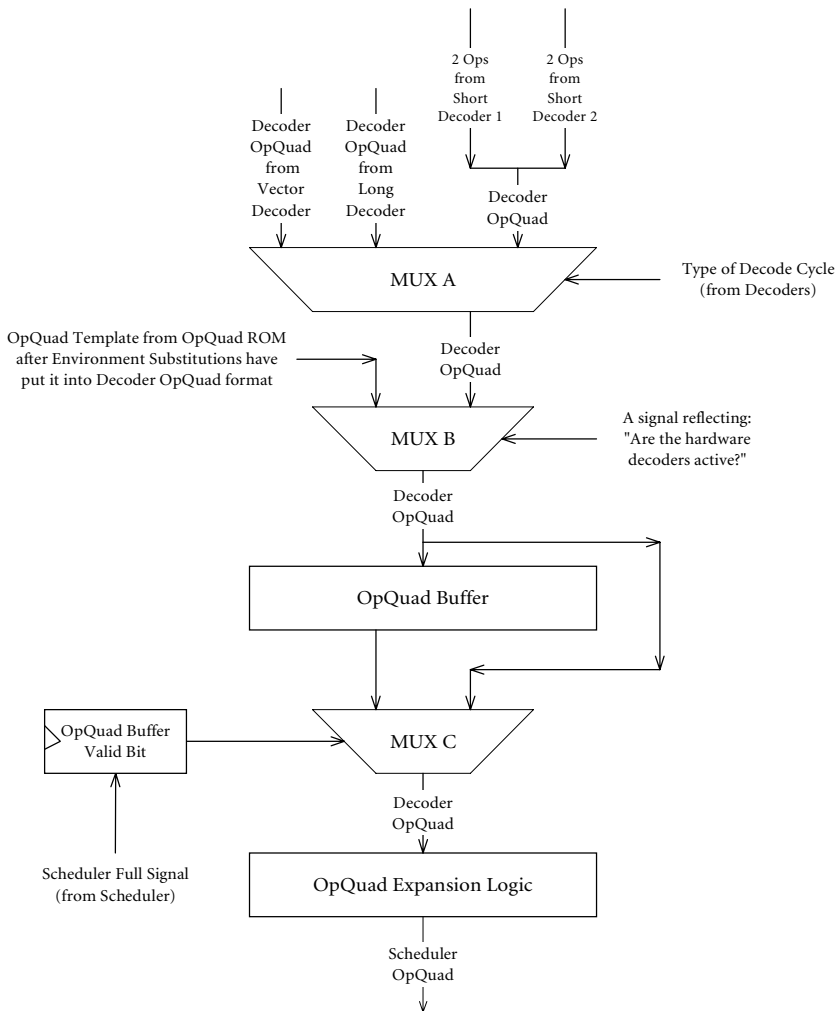 2 Ops
from
Short
Decoder 1
2 Ops
from
Short
Decoder 2
Decoder
OpQuad
from
Vector
Decoder
Decoder
OpQuad
from
Long
Decoder
Decoder
OpQuad
MUX A
Type of Decode Cycle
(from Decoders)
OpQuad Template from OpQuad ROM
after Environment Substitutions have
put it into Decoder OpQuad format
Decoder
OpQuad
MUX B
A signal reflecting:
"Are the hardware
decoders active?"
Decoder
OpQuad
OpQuad Buffer
OpQuad Buffer
Valid Bit
MUX C
Decoder
OpQuad
Scheduler Full Signal
(from Scheduler)
OpQuad Expansion Logic
Scheduler
OpQuad